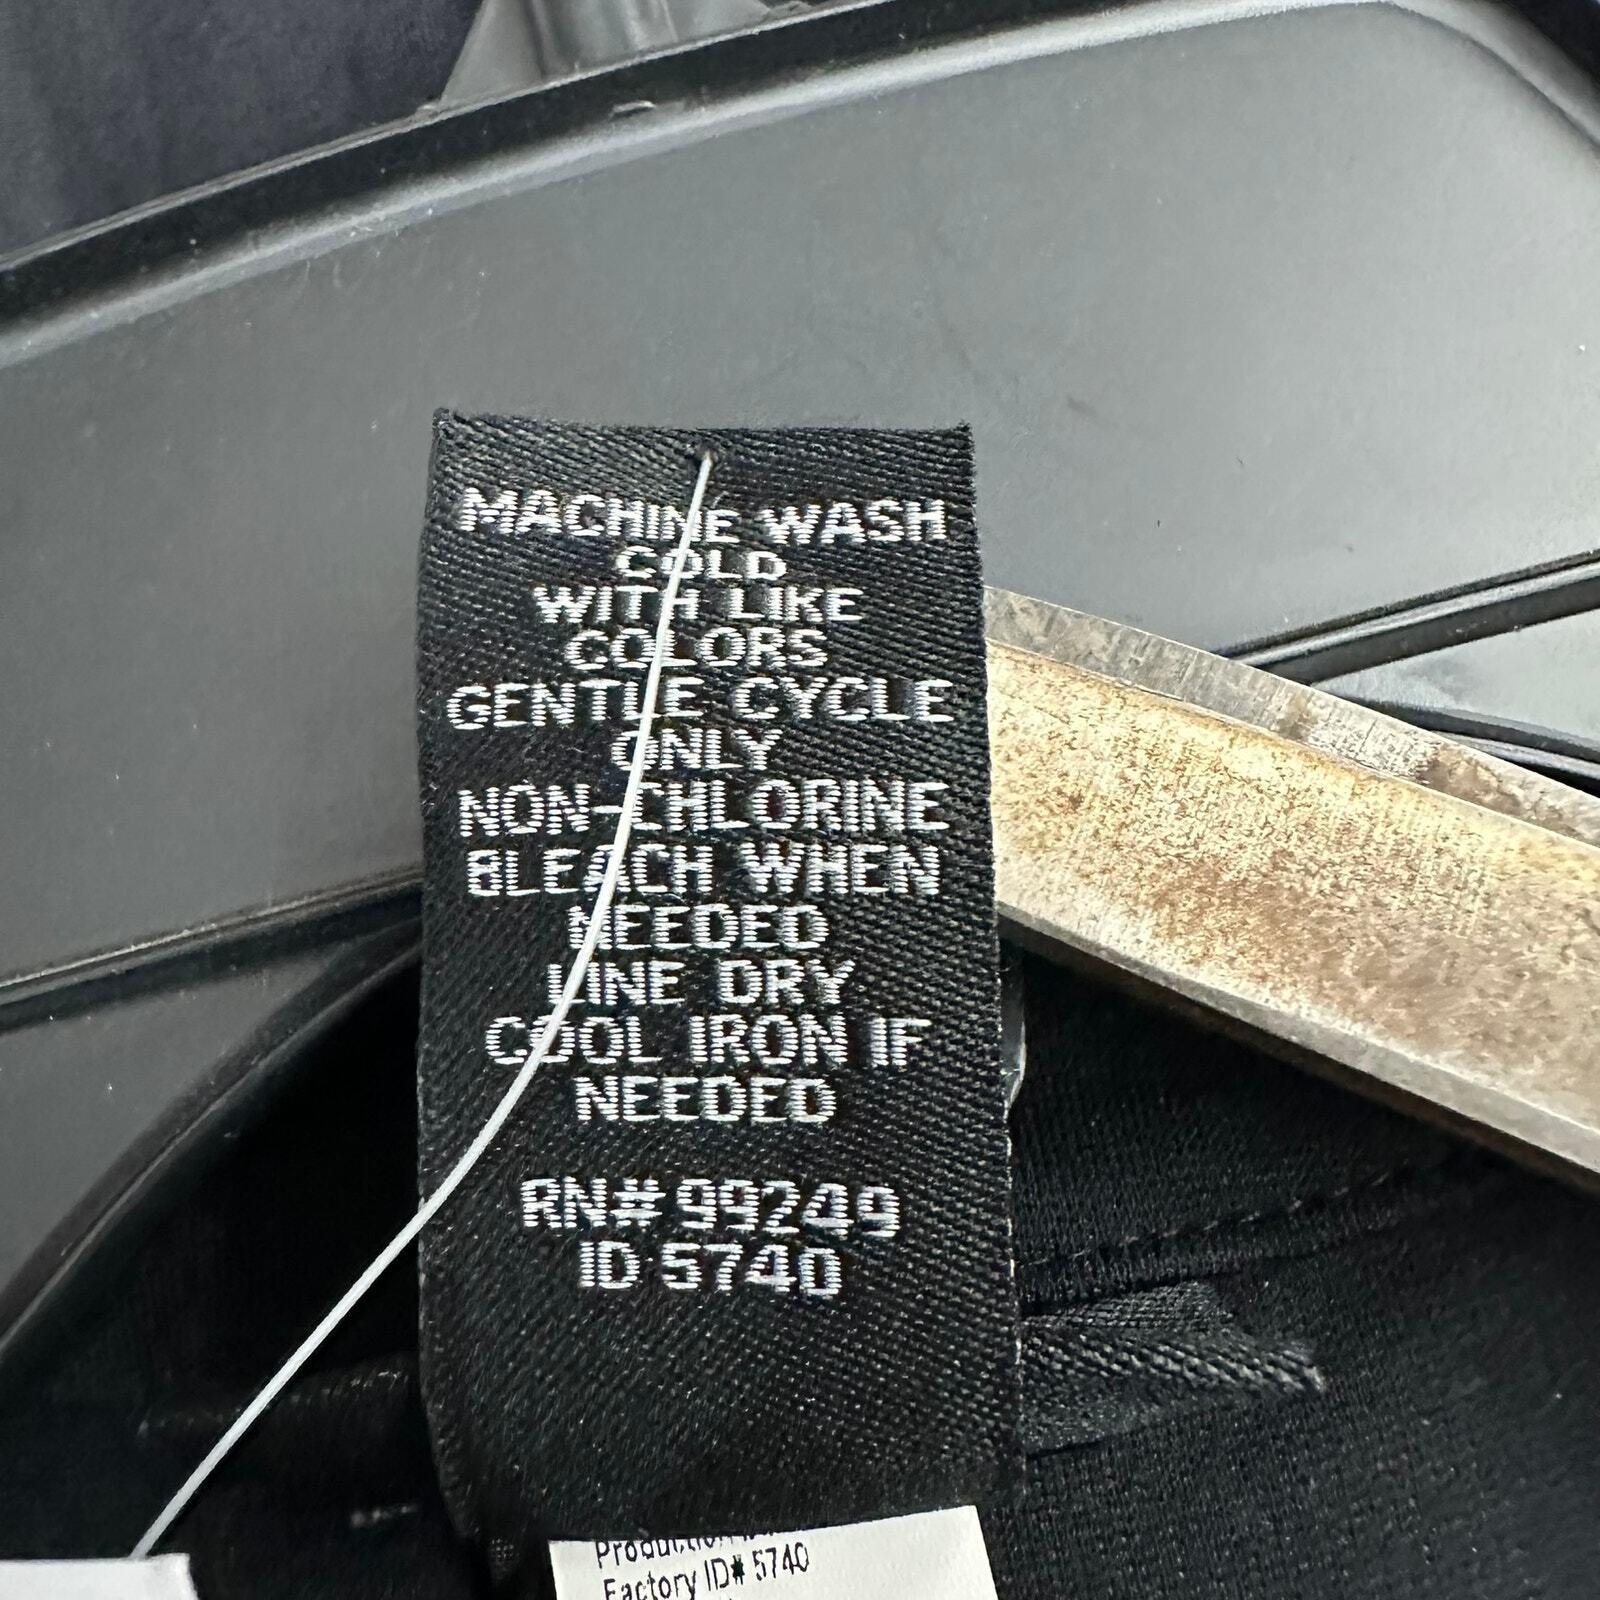 MACHINE WASH
COLD
WITH LIKE
COLORS
GENTLE CYCLE
ONLY
NON-CHLORINE
BLEACH WHEN
NEEDED
LINE DRY
COOL IRON IF
NEEDED
RN# 99249
ID 5740
Production
Factory ID# 5740